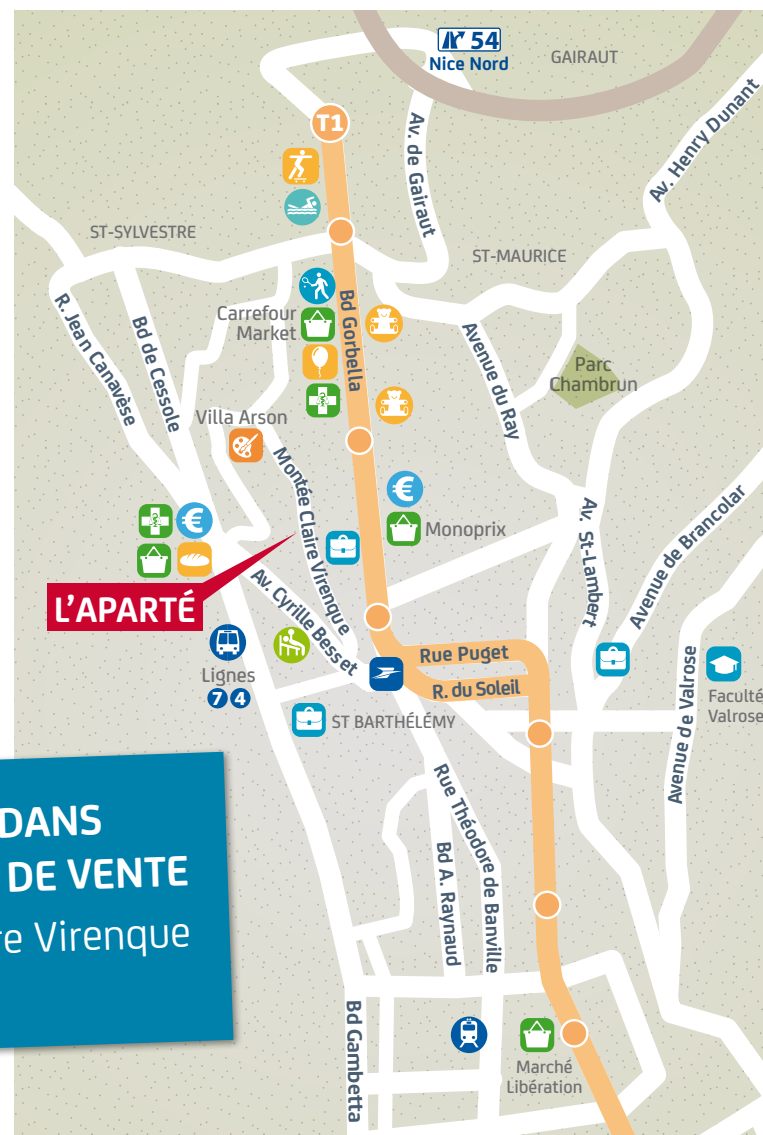 54
Nice Nord
GAIRAUT
T1
Av. de Gairaut
Av. Henry Dunant
ST-SYLVESTRE
ST-MAURICE
R. Jean Canavèse
Bd de Cessole
Carrefour
Market
Bd Gorbella
Avenue du Ray
Parc
Chambrun
Villa Arson
Montée Claire Virenque
€
Monoprix
€
Av. St-Lambert
Avenue de Brancolar
L'APARTÉ
Av. Cyrille Besset
Rue Puget
R. du Soleil
Lignes
7 4
ST BARTHÉLÉMY
Avenue de Valrose
Faculté
Valrose
DANS
DE VENTE
re Virenque
Rue Théodore de Banville
Bd A. Raynaud
Bd Gambetta
Marché
Libération